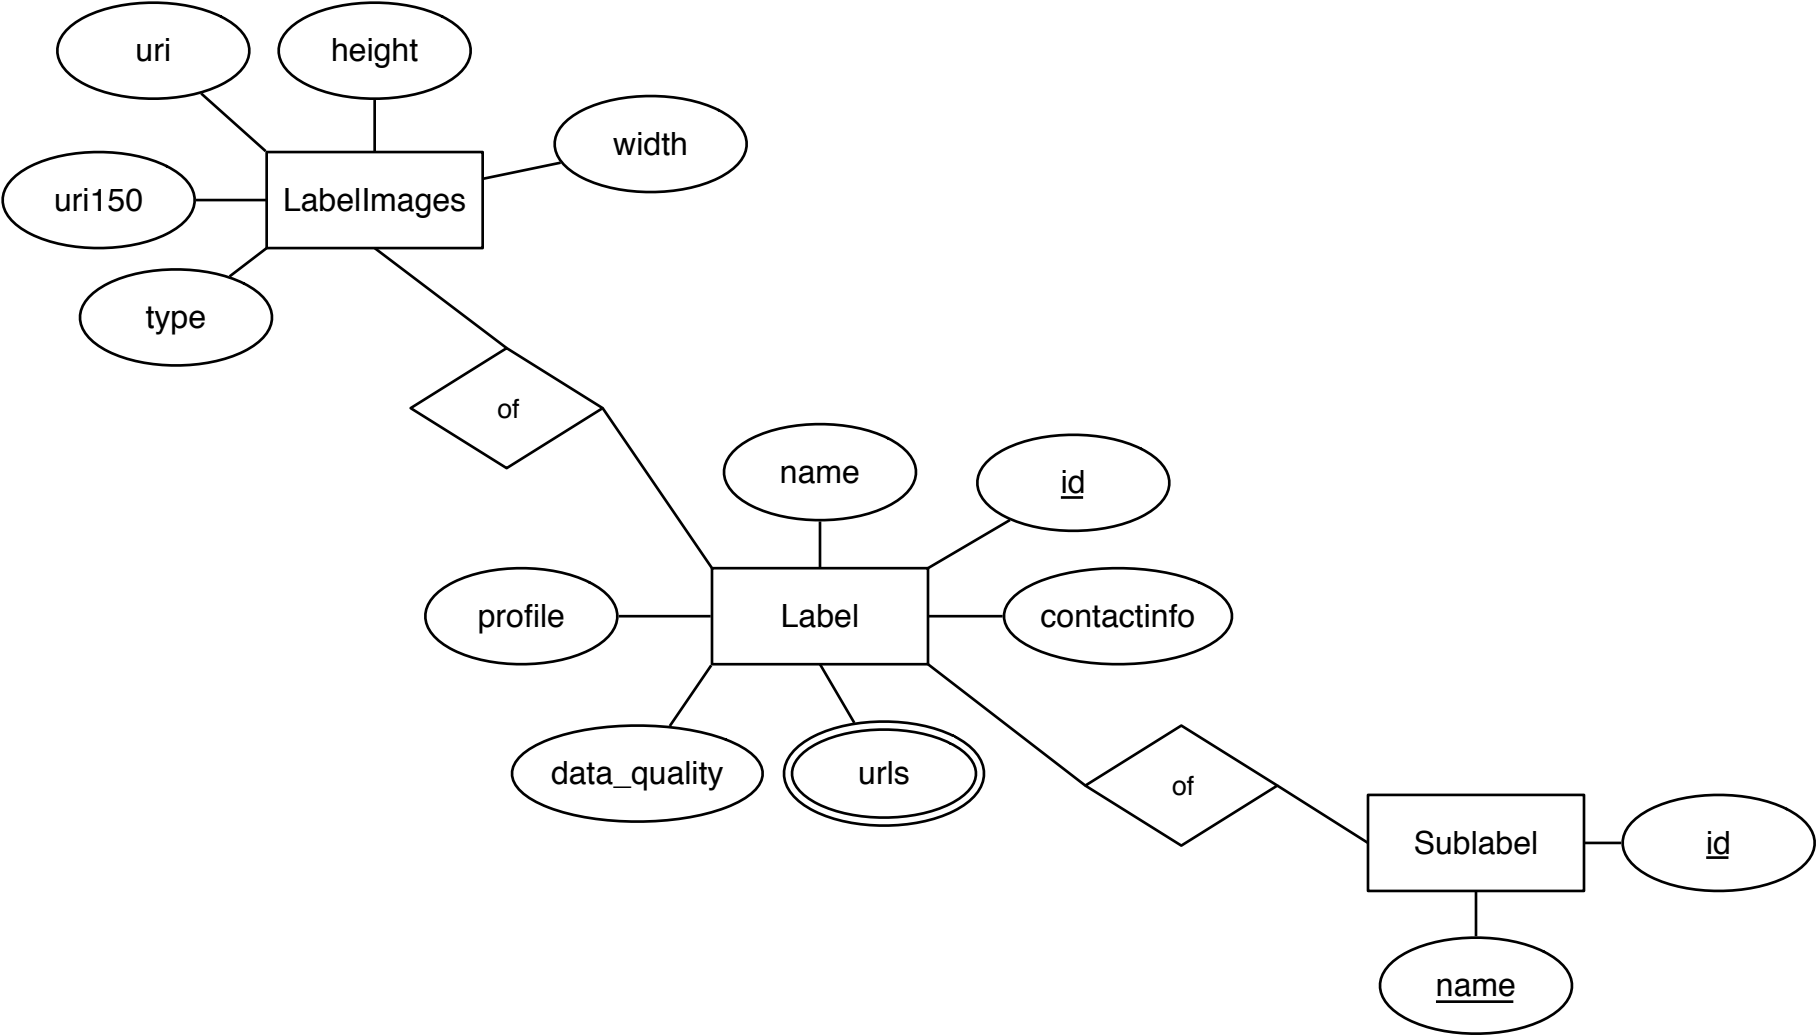 uri
height
width
uri150
LabelImages
type
of
name
id
profile
Label
contactinfo
data_quality
urls
of
Sublabel
id
name